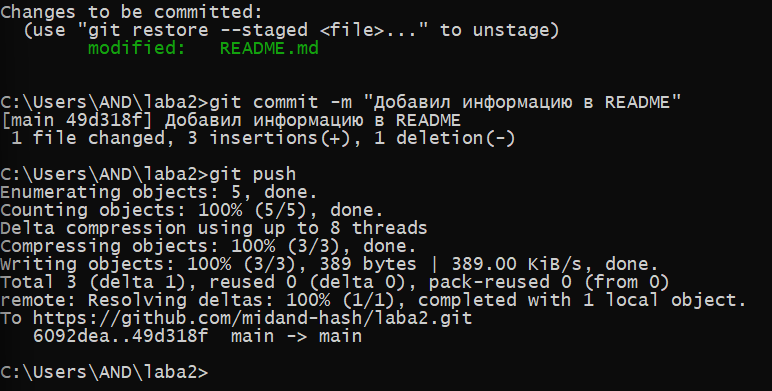 Changes to be committed:
  (use "git restore --staged <file>..." to unstage)
        modified:   README.md
C:\Users\AND\laba2>git commit -m "Добавил информацию в README"
[main 49d318f] Добавил информацию в README
 1 file changed, 3 insertions(+), 1 deletion(-)
C:\Users\AND\laba2>git push
Enumerating objects: 5, done.
Counting objects: 100% (5/5), done.
Delta compression using up to 8 threads
Compressing objects: 100% (3/3), done.
Writing objects: 100% (3/3), 389 bytes | 389.00 KiB/s, done.
Total 3 (delta 1), reused 0 (delta 0), pack-reused 0 (from 0)
remote: Resolving deltas: 100% (1/1), completed with 1 local object.
To https://github.com/midand-hash/laba2.git
   6092dea..49d318f  main -> main
C:\Users\AND\laba2>